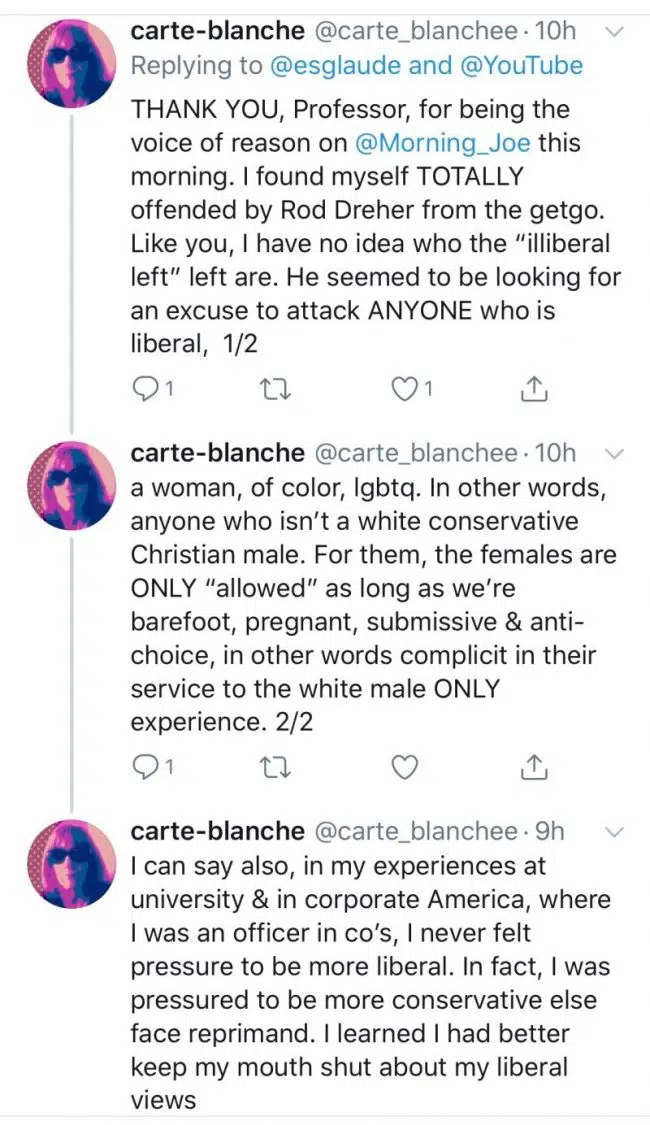 carte-blanche @carte_blanchee · 10h
Replying to @esglaude and @YouTube
THANK YOU, Professor, for being the
voice of reason on @Morning_Joe this
morning. I found myself TOTALLY
offended by Rod Dreher from the getgo.
Like you, I have no idea who the “illiberal
left” left are. He seemed to be looking for
an excuse to attack ANYONE who is
liberal, 1/2
1 1
carte-blanche @carte_blanchee · 10h
a woman, of color, lgbtq. In other words,
anyone who isn’t a white conservative
Christian male. For them, the females are
ONLY “allowed” as long as we’re
barefoot, pregnant, submissive & anti-
choice, in other words complicit in their
service to the white male ONLY
experience. 2/2
1
carte-blanche @carte_blanchee · 9h
I can say also, in my experiences at
university & in corporate America, where
I was an officer in co’s, I never felt
pressure to be more liberal. In fact, I was
pressured to be more conservative else
face reprimand. I learned I had better
keep my mouth shut about my liberal
views